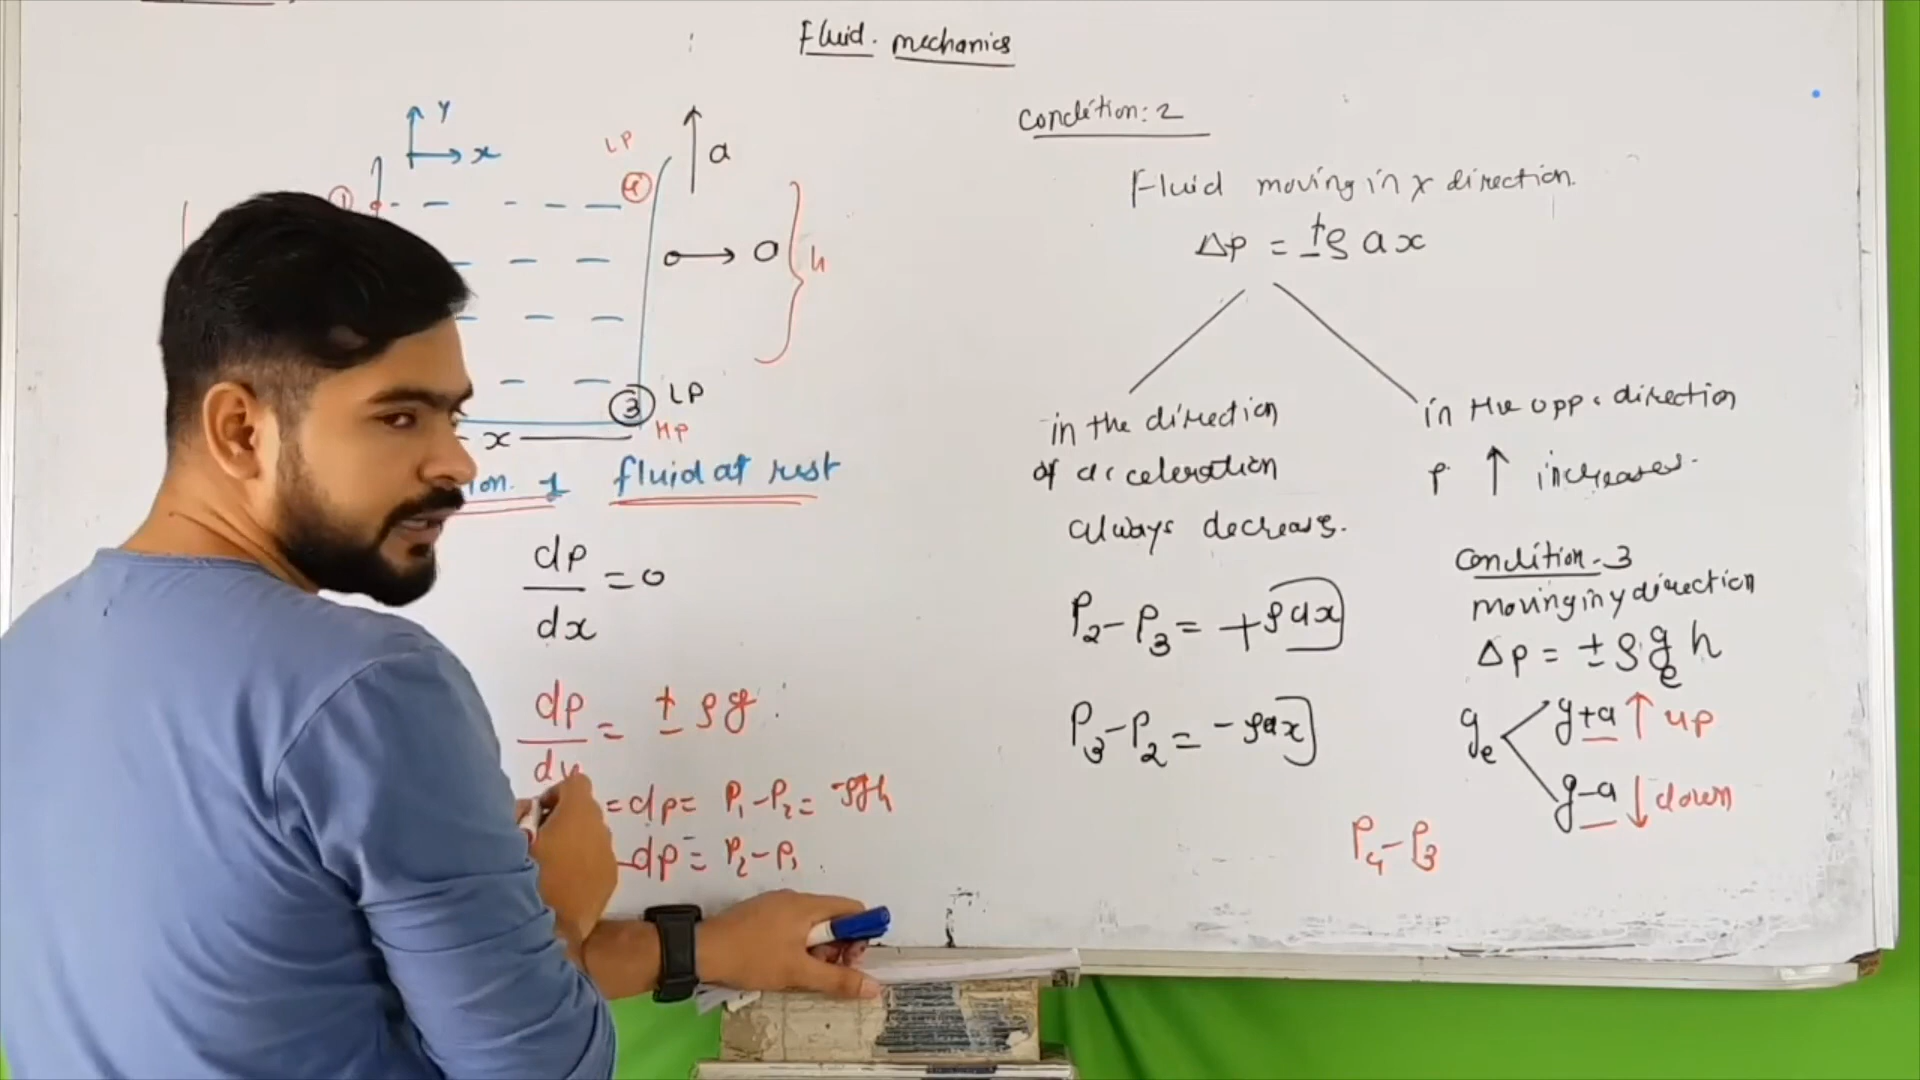 Fluid. mechanics
Y
x
a
LP
4
1
h
3
LP
HP
x
1 fluid at rest
dp/dx = 0
dp/dy = ± ρg
= dp = P₁-P₂ = -ρgh
dp = P₂-P₁
Condition: 2
Fluid moving in x direction.
Δp = ±ρ a x
in the direction
of acceleration
always decreases.
P₂-P₃ = +ρax
P₃-P₂ = -ρax
in the opp. direction
P ↑ increases.
Condition-3
moving in y direction
Δp = ± ρ gₑ h
gₑ
g+a ↑ up
g-a ↓ down
P₄-P₃